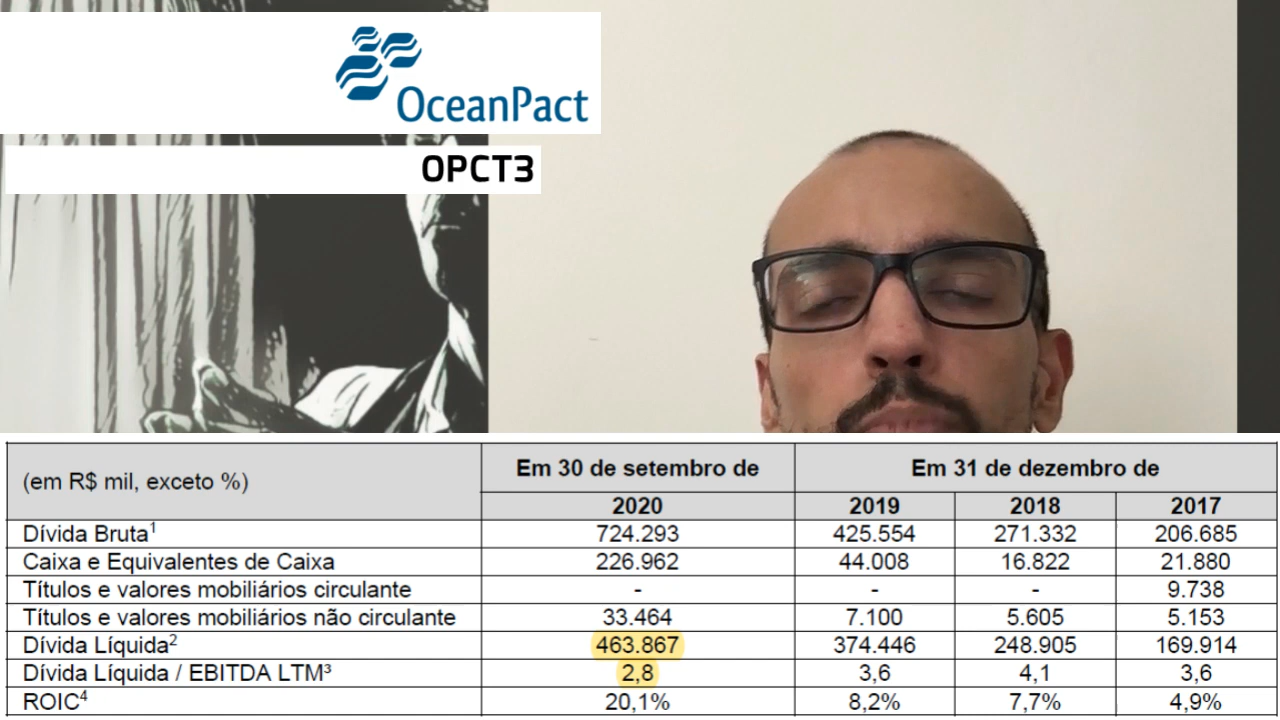 OceanPact
OPCT3
(em R$ mil, exceto %) Em 30 de setembro de Em 31 de dezembro de
2020 2019 2018 2017
Dívida Bruta¹ 724.293 425.554 271.332 206.685
Caixa e Equivalentes de Caixa 226.962 44.008 16.822 21.880
Títulos e valores mobiliários circulante - - - 9.738
Títulos e valores mobiliários não circulante 33.464 7.100 5.605 5.153
Dívida Líquida² 463.867 374.446 248.905 169.914
Dívida Líquida / EBITDA LTM³ 2,8 3,6 4,1 3,6
ROIC⁴ 20,1% 8,2% 7,7% 4,9%